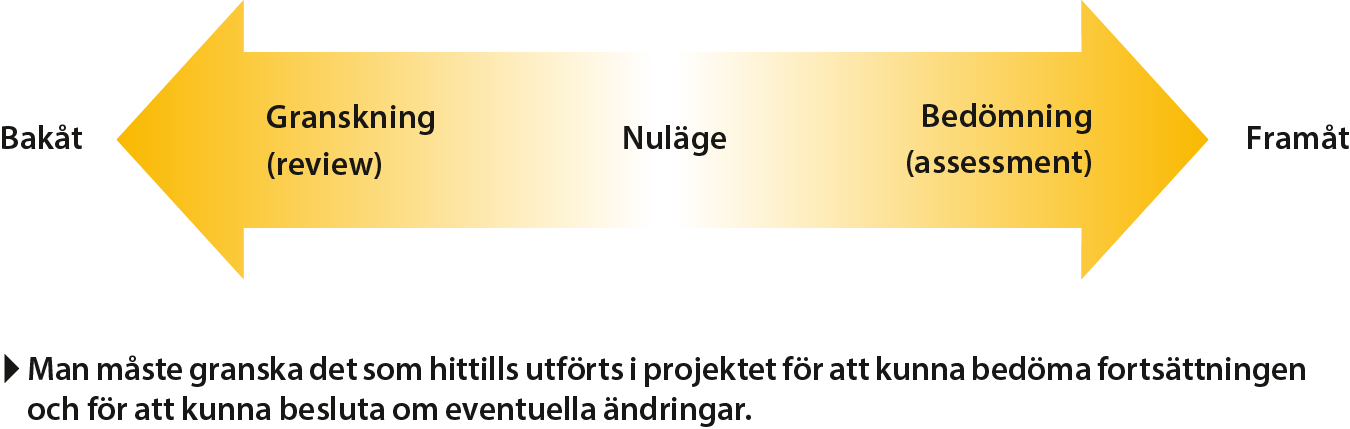 Bakåt
Granskning
(review)
Nuläge
Bedömning
(assessment)
Framåt
Man måste granska det som hittills utförts i projektet för att kunna bedöma fortsättningen
och för att kunna besluta om eventuella ändringar.